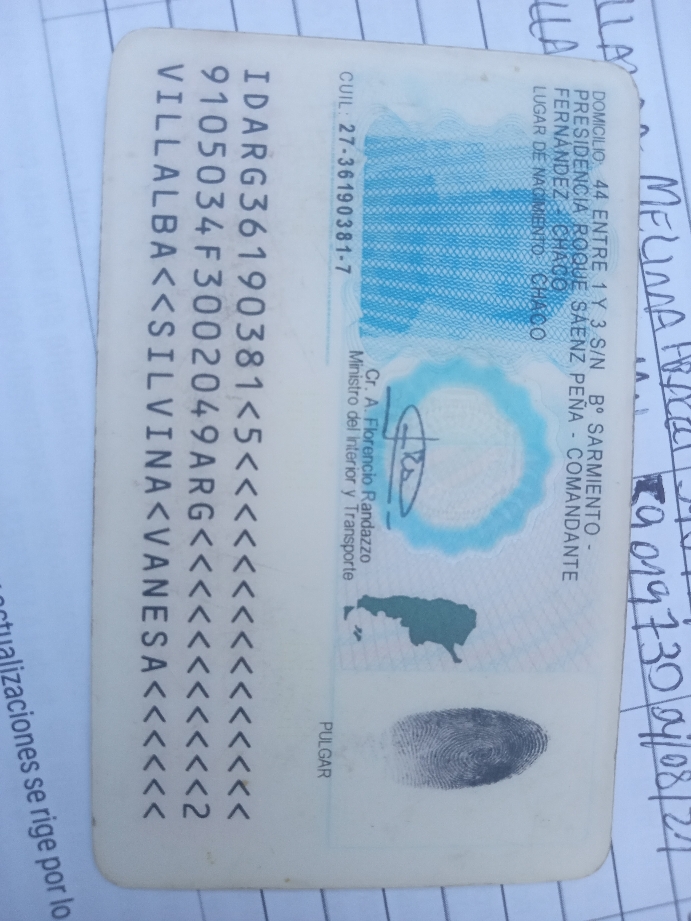 DOMICILIO: 44 ENTRE 1 Y 3 S/N B° SARMIENTO -
PRESIDENCIA ROQUE SAENZ PEÑA - COMANDANTE
FERNÁNDEZ - CHACO
LUGAR DE NACIMIENTO: CHACO
CUIL: 27-36190381-7
Cr. A. Florencio Randazzo
Ministro del Interior y Transporte
PULGAR
IDARG36190381<5<<<<<<<<<<<<<<<
9105034F3002049ARG<<<<<<<<<<<2
VILLALBA<<SILVINA<VANESA<<<<<<
MELINA
actualizaciones se rige por lo